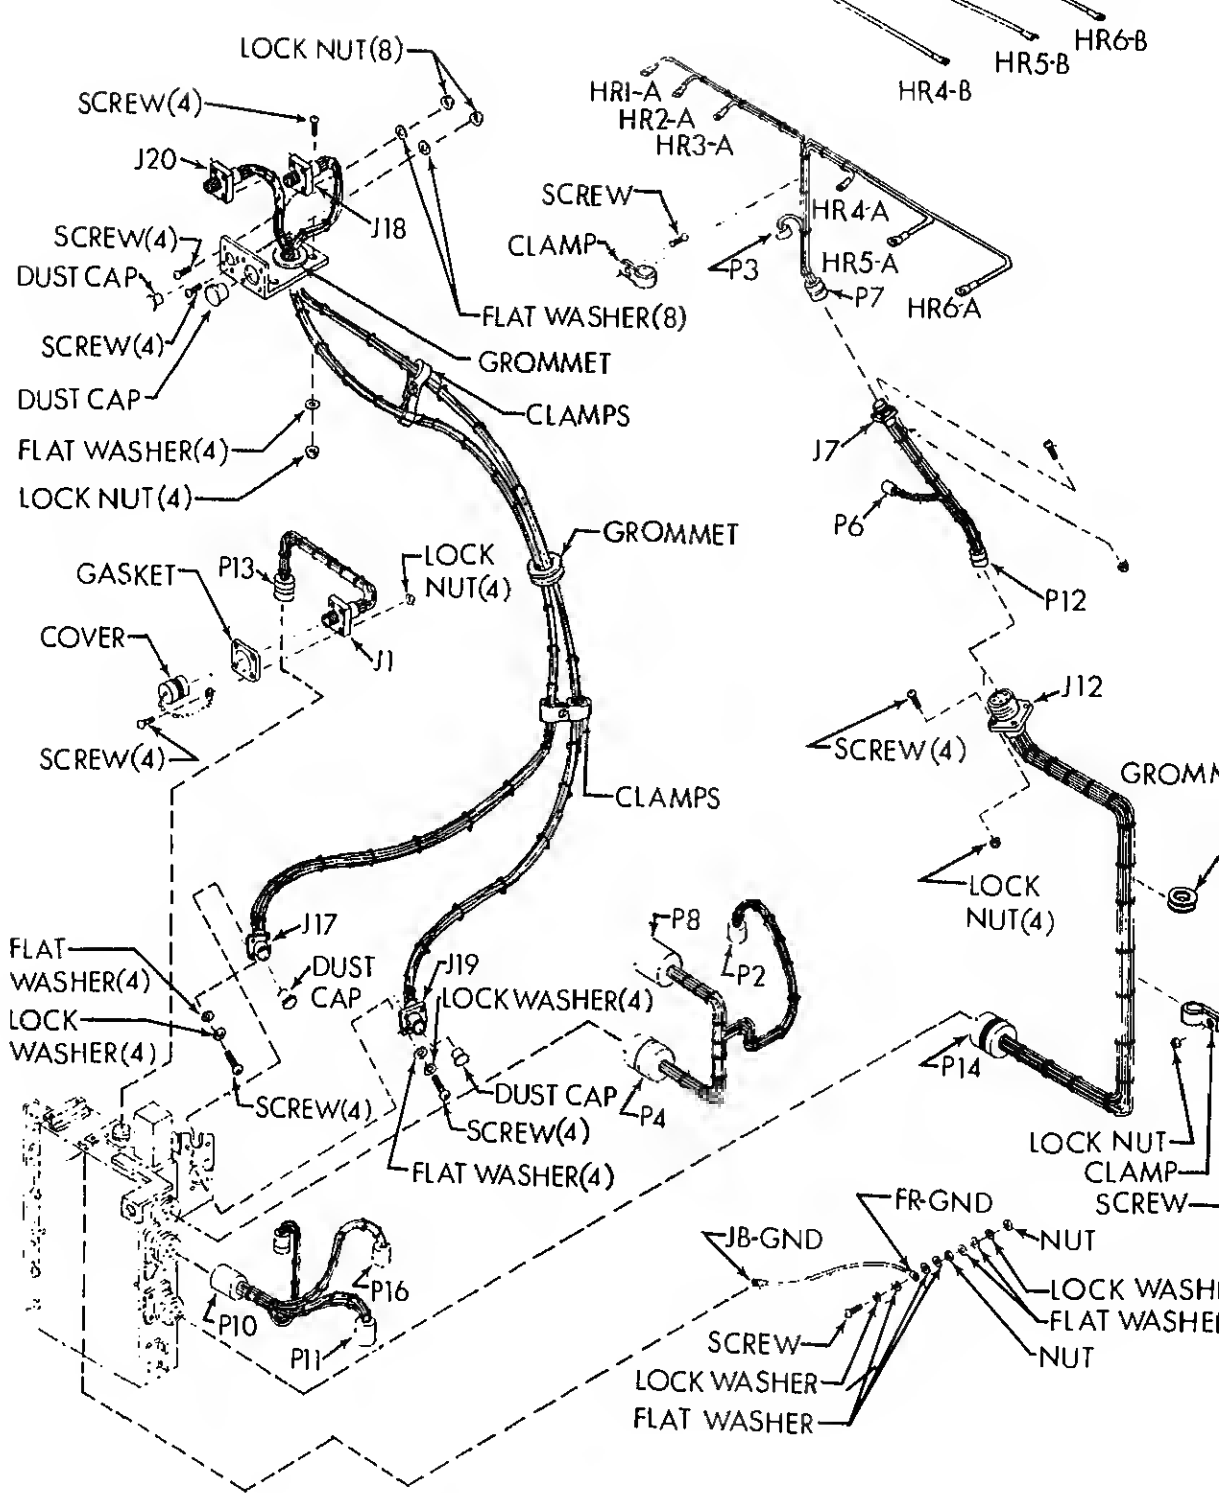 HR6-B
HR5-B
HR4-B
LOCK NUT(8)
SCREW(4)
J20
J18
SCREW(4)
DUST CAP
SCREW(4)
DUST CAP
FLAT WASHER(8)
GROMMET
CLAMPS
FLAT WASHER(4)
LOCK NUT(4)
HR1-A
HR2-A
HR3-A
SCREW
CLAMP
P3
HR4-A
HR5-A
P7
HR6-A
J7
P6
P12
GROMMET
P13
GASKET
LOCK
NUT(4)
COVER
J1
SCREW(4)
J12
SCREW(4)
GROMM
CLAMPS
LOCK
NUT(4)
J17
FLAT
WASHER(4)
DUST
CAP
LOCK
WASHER(4)
J19
LOCK WASHER(4)
P8
P2
SCREW(4)
DUST CAP
P4
SCREW(4)
FLAT WASHER(4)
P14
LOCK NUT
CLAMP
SCREW
FR-GND
JB-GND
NUT
LOCK WASHE
FLAT WASHER
NUT
SCREW
LOCK WASHER
FLAT WASHER
P16
P10
P11